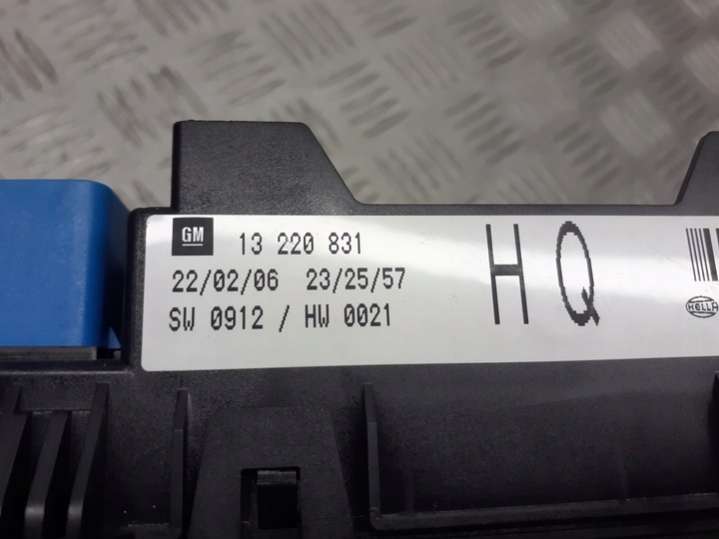 GM 13 220 831
22/02/06 23/25/57
SW 0912 / HW 0021
HQ
HELLA